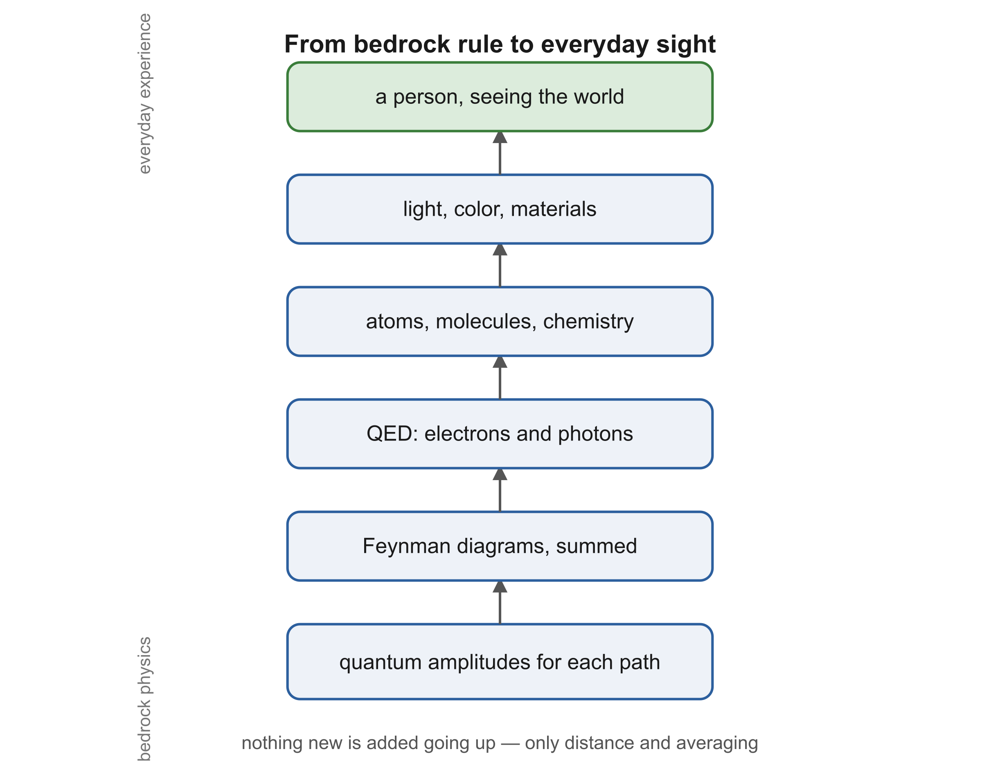 From bedrock rule to everyday sight
everyday experience
a person, seeing the world
light, color, materials
atoms, molecules, chemistry
QED: electrons and photons
Feynman diagrams, summed
quantum amplitudes for each path
bedrock physics
nothing new is added going up — only distance and averaging